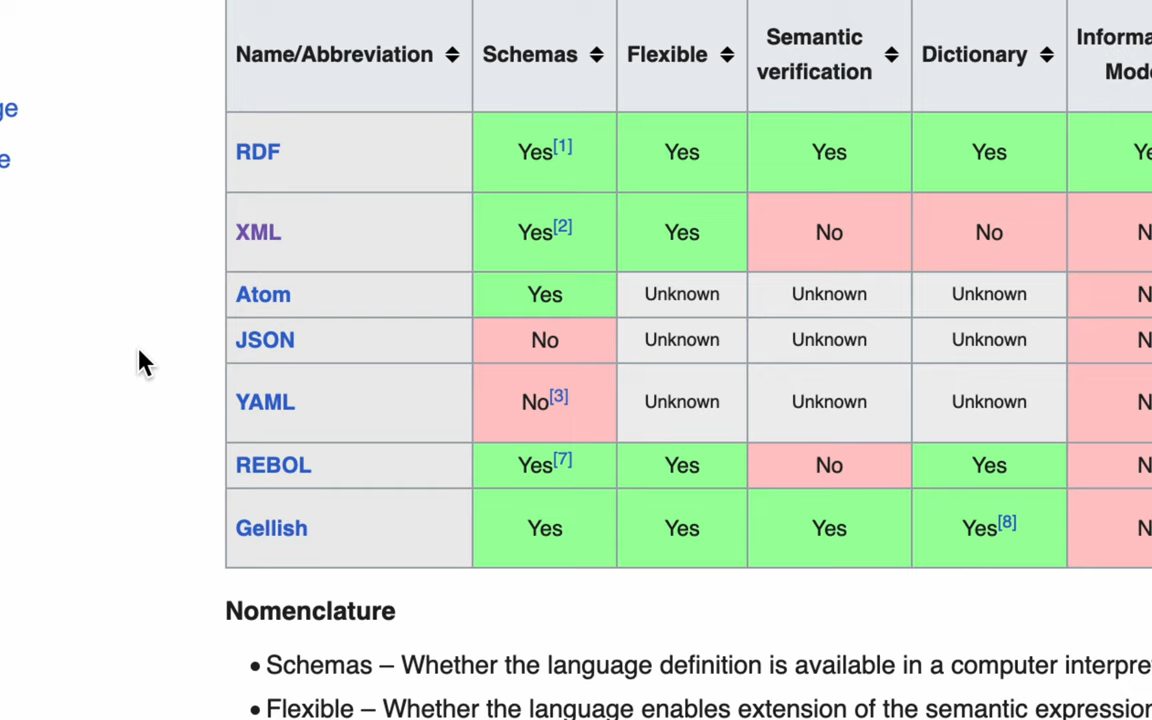 Name/Abbreviation Schemas Flexible Semantic verification Dictionary
ge
e
RDF Yes[1] Yes Yes Yes
XML Yes[2] Yes No No
Atom Yes Unknown Unknown Unknown
JSON No Unknown Unknown Unknown
YAML No[3] Unknown Unknown Unknown
REBOL Yes[7] Yes No Yes
Gellish Yes Yes Yes Yes[8]
Nomenclature
• Schemas – Whether the language definition is available in a computer
• Flexible – Whether the language enables extension of the semantic